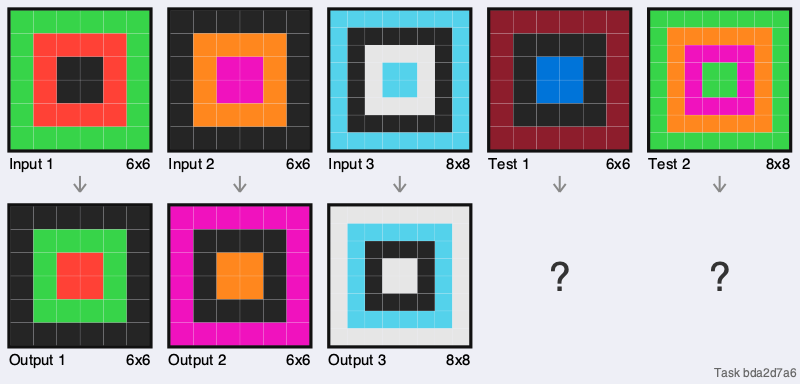 Input 1 6x6
Input 2 6x6
Input 3 8x8
Test 1 6x6
Test 2 8x8
Output 1 6x6
Output 2 6x6
Output 3 8x8
?
?
Task bda2d7a6